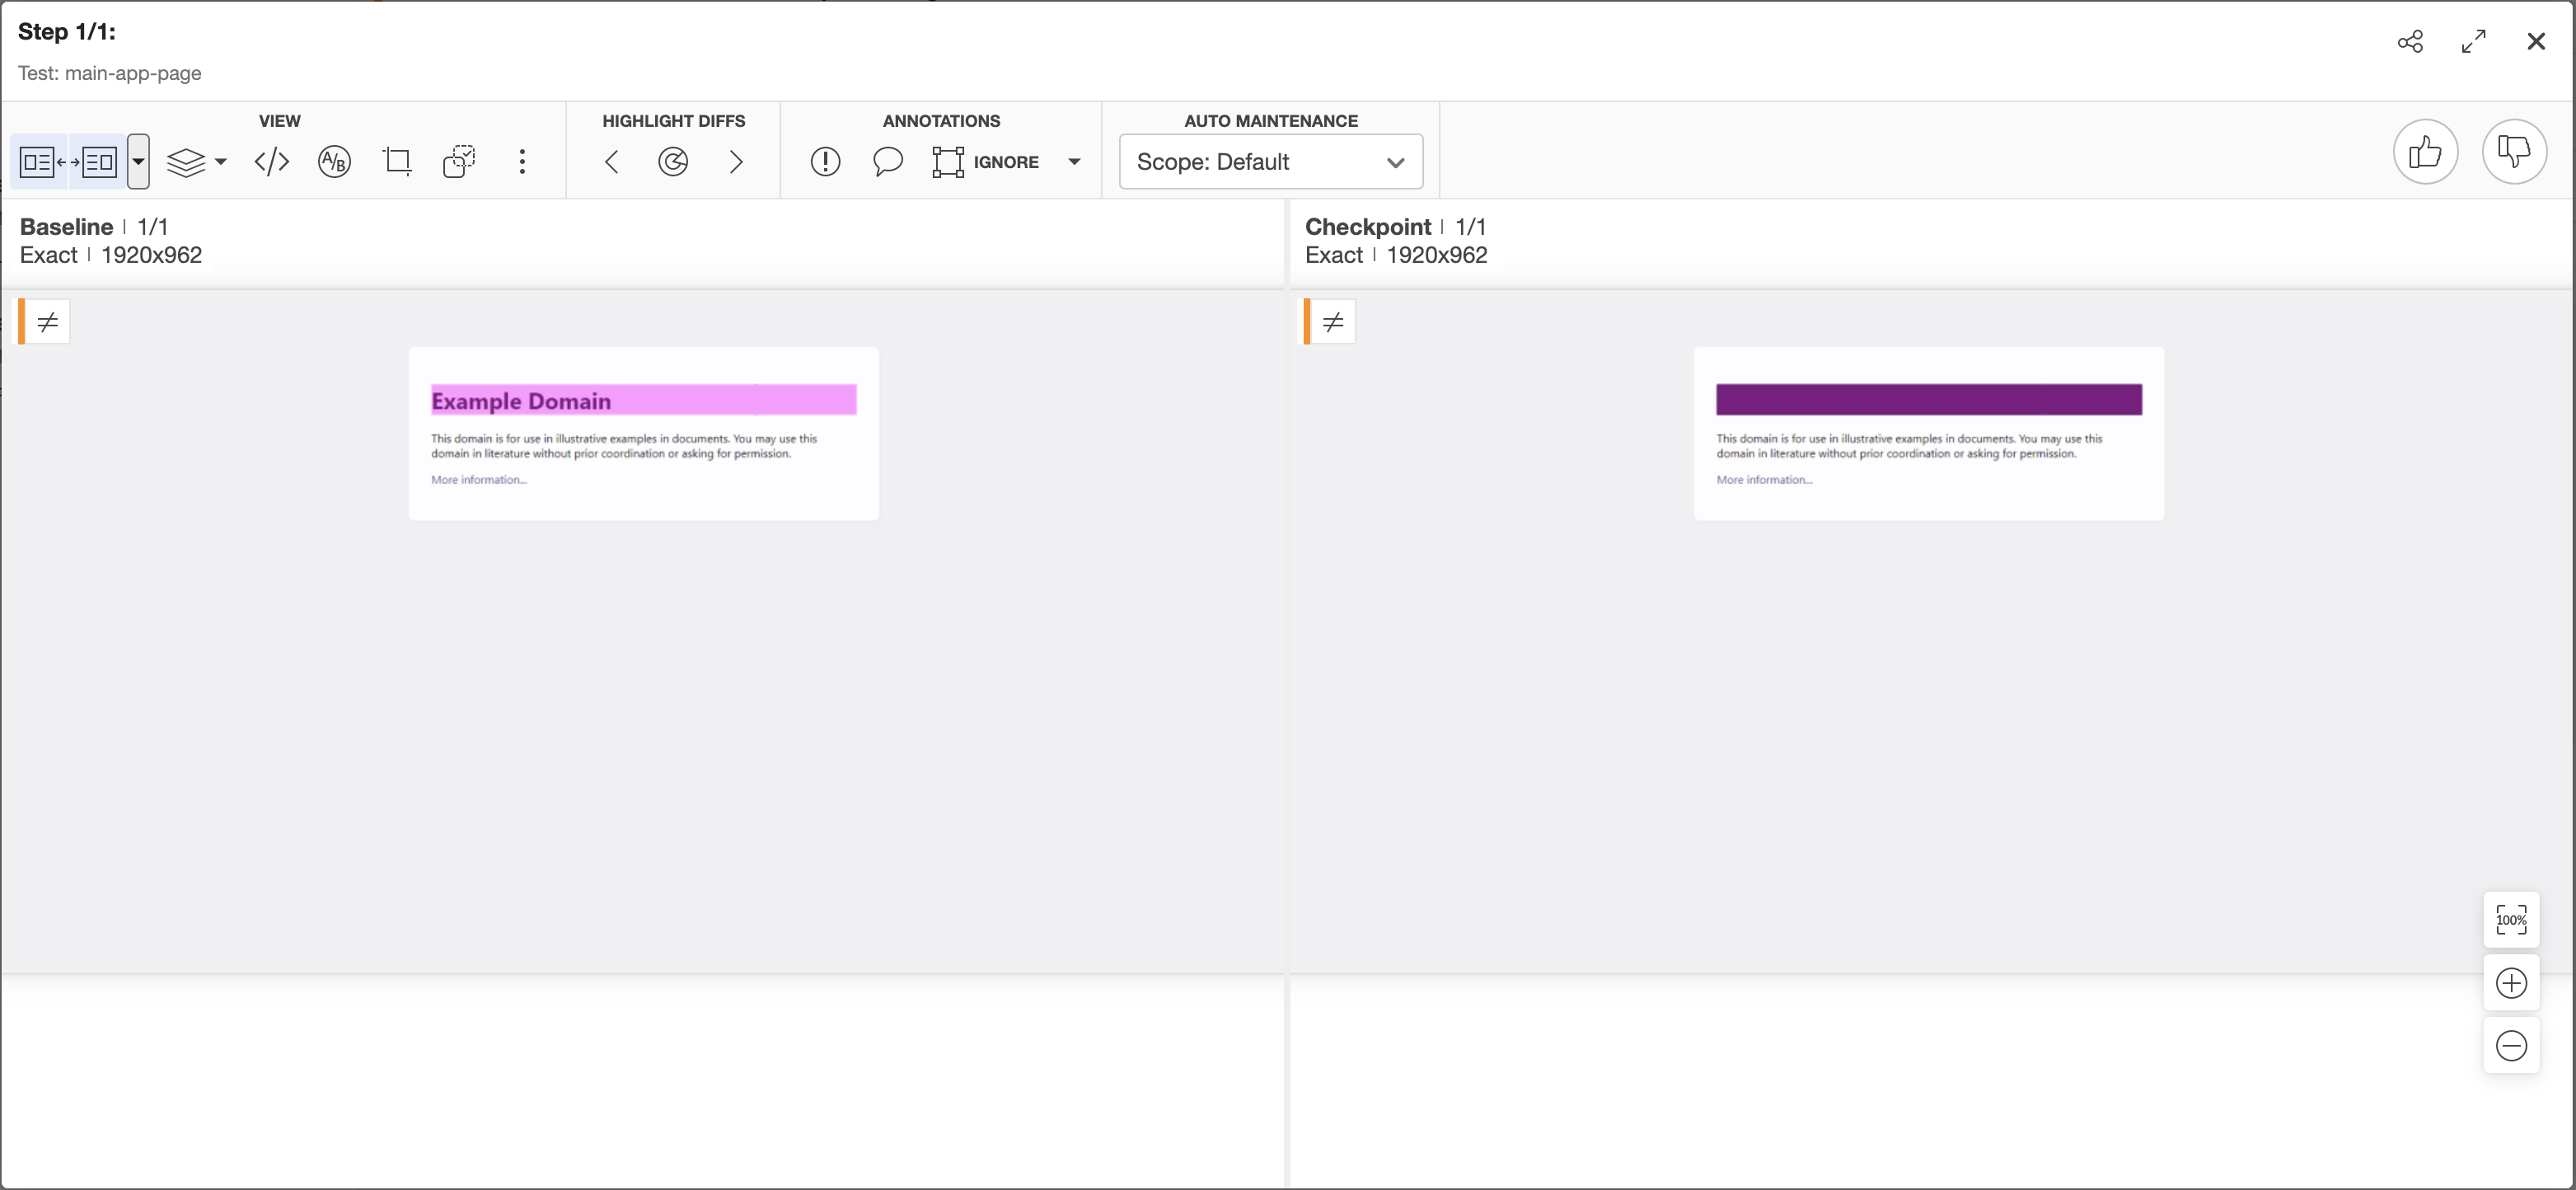 Step 1/1:
Test: main-app-page
VIEW
HIGHLIGHT DIFFS
ANNOTATIONS
AUTO MAINTENANCE
A/B
IGNORE
Scope: Default
Baseline | 1/1
Exact | 1920x962
Checkpoint | 1/1
Exact | 1920x962
Example Domain
This domain is for use in illustrative examples in documents. You may use this
domain in literature without prior coordination or asking for permission.
More information...
This domain is for use in illustrative examples in documents. You may use this
domain in literature without prior coordination or asking for permission.
More information...
100%